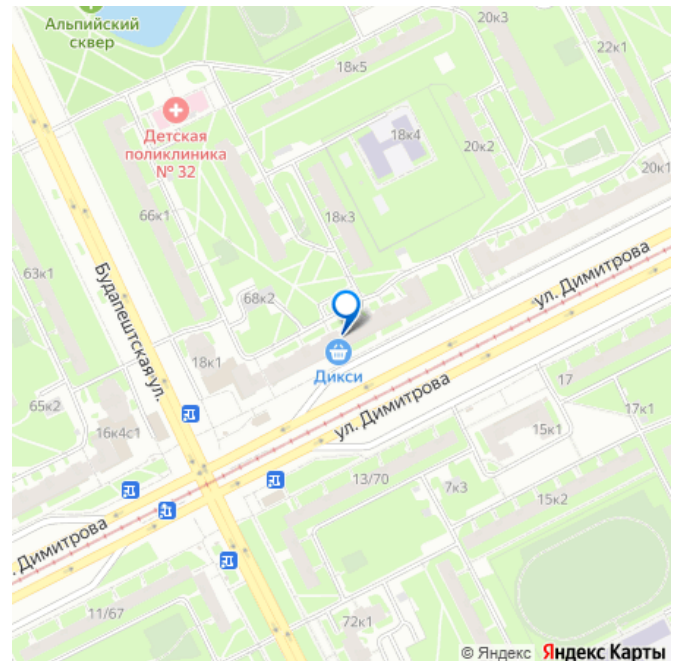 Альпийский
сквер
20к3
22к1
18к5
Детская
поликлиника
№ 32
18к4
20к2
20к1
66к1
18к3
63к1
Будапештская ул.
68к2
ул. Димитрова
18к1
Дикси
65к2
16к4с1
ул. Димитрова
17
17к1
15к1
13/70
7к3
15к2
. Димитрова
11/67
72к1
© Яндекс Яндекс Карты